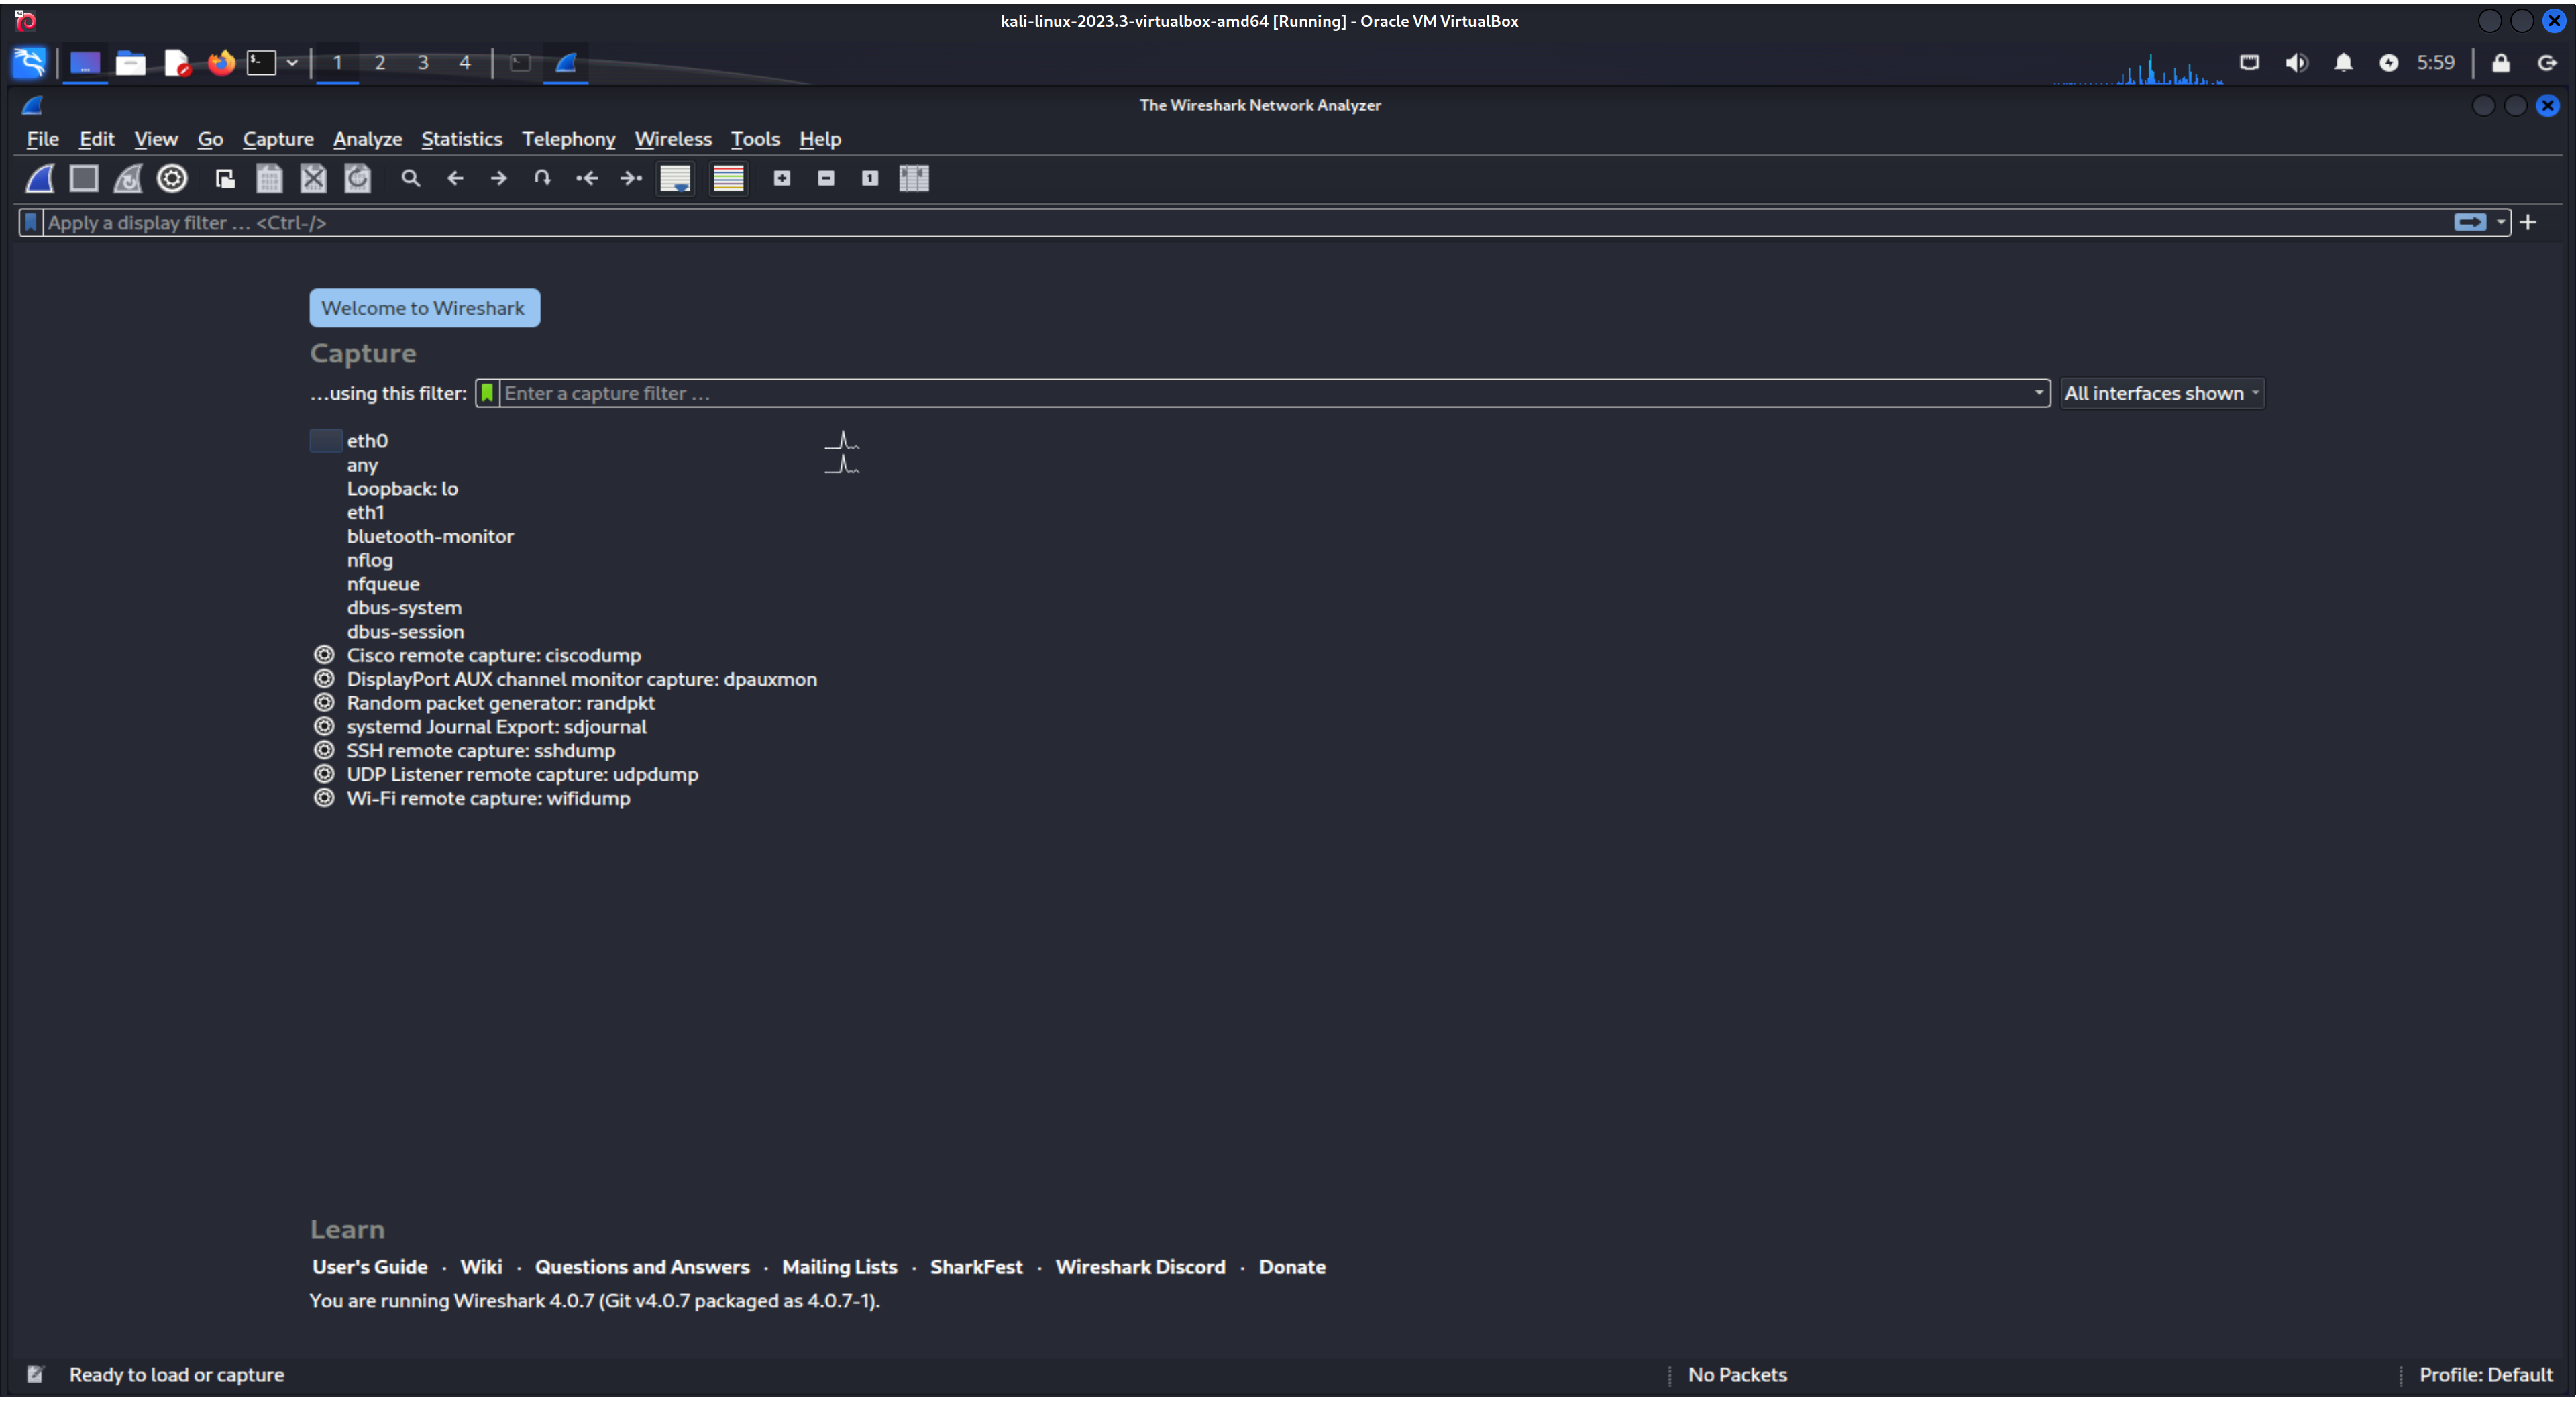 kali-linux-2023.3-virtualbox-amd64 [Running] - Oracle VM VirtualBox
1 2 3 4 5:59
The Wireshark Network Analyzer
File Edit View Go Capture Analyze Statistics Telephony Wireless Tools Help
Apply a display filter … <Ctrl-/>
Welcome to Wireshark
Capture
…using this filter: Enter a capture filter … All interfaces shown
eth0
any
Loopback: lo
eth1
bluetooth-monitor
nflog
nfqueue
dbus-system
dbus-session
Cisco remote capture: ciscodump
DisplayPort AUX channel monitor capture: dpauxmon
Random packet generator: randpkt
systemd Journal Export: sdjournal
SSH remote capture: sshdump
UDP Listener remote capture: udpdump
Wi-Fi remote capture: wifidump
Learn
User's Guide · Wiki · Questions and Answers · Mailing Lists · SharkFest · Wireshark Discord · Donate
You are running Wireshark 4.0.7 (Git v4.0.7 packaged as 4.0.7-1).
Ready to load or capture No Packets Profile: Default